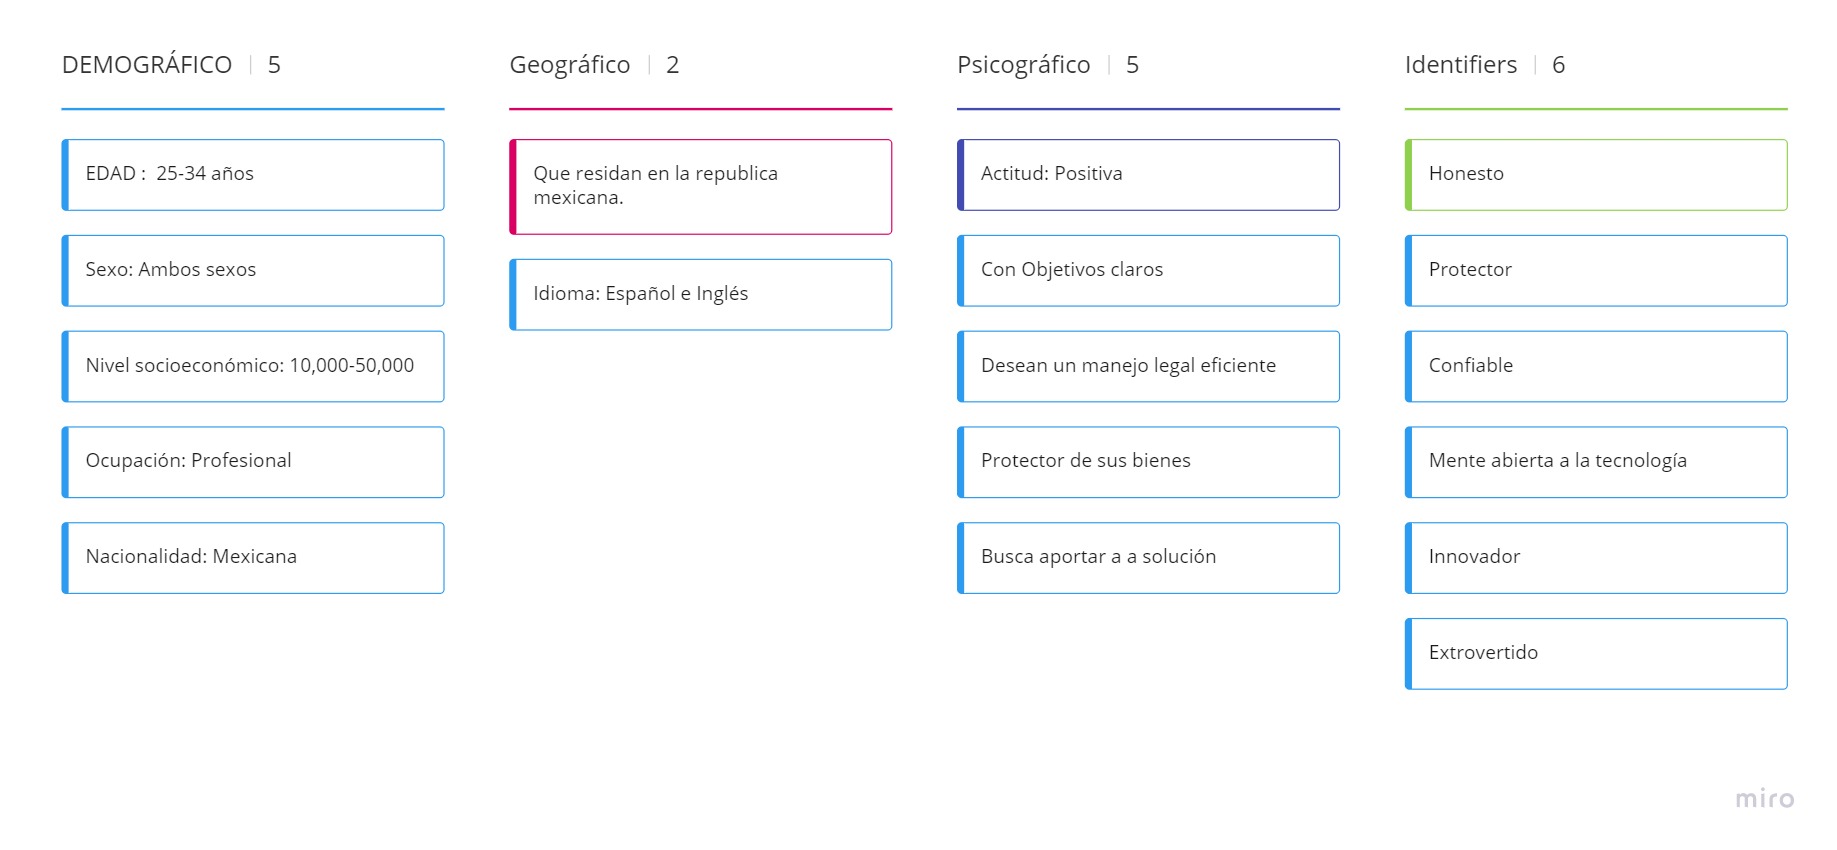 DEMOGRÁFICO | 5
EDAD :  25-34 años
Sexo: Ambos sexos
Nivel socioeconómico: 10,000-50,000
Ocupación: Profesional
Nacionalidad: Mexicana
Geográfico | 2
Que residan en la republica
mexicana.
Idioma: Español e Inglés
Psicográfico | 5
Actitud: Positiva
Con Objetivos claros
Desean un manejo legal eficiente
Protector de sus bienes
Busca aportar a a solución
Identifiers | 6
Honesto
Protector
Confiable
Mente abierta a la tecnología
Innovador
Extrovertido
miro